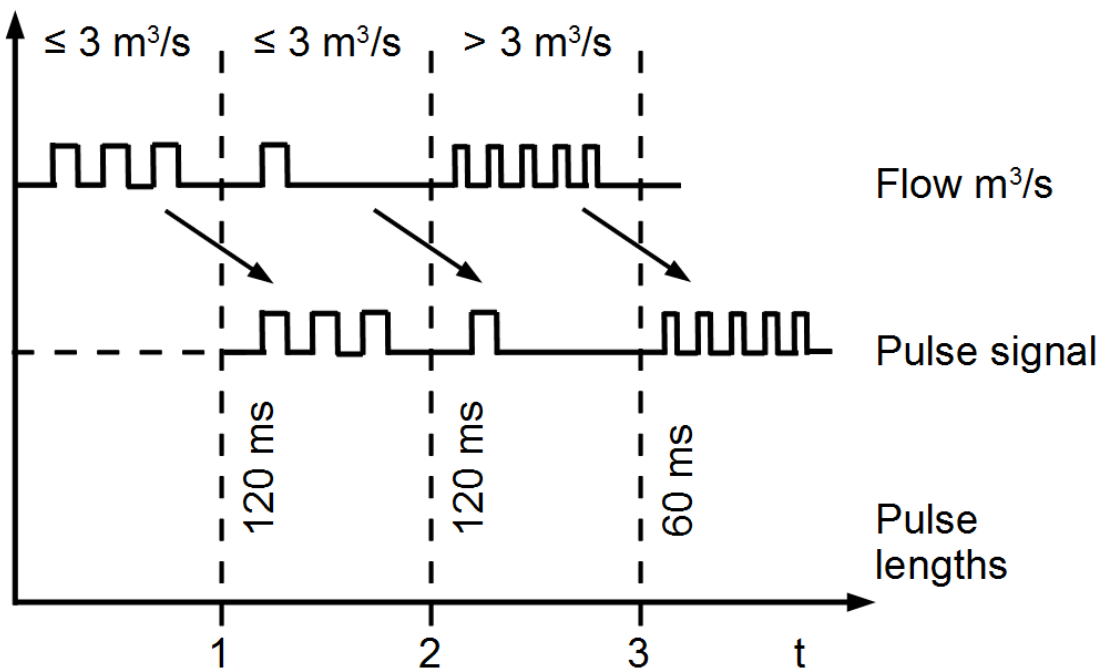 ≤ 3 m³/s ≤ 3 m³/s > 3 m³/s
Flow m³/s
Pulse signal
120 ms
120 ms
60 ms
Pulse
lengths
1 2 3 t